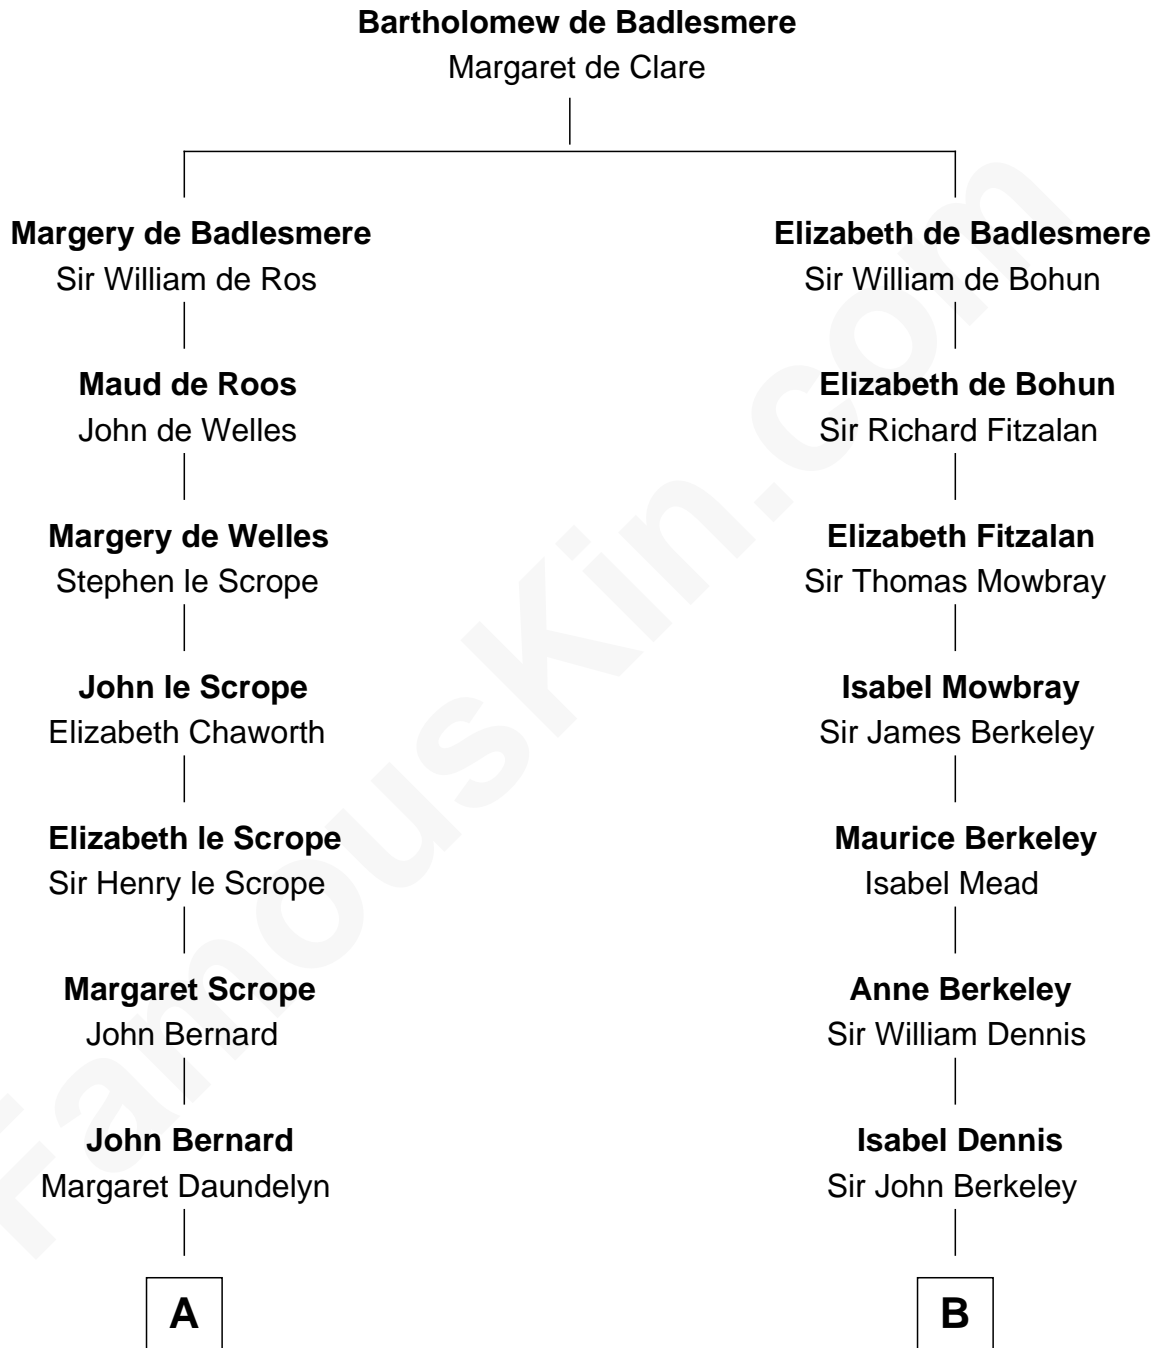 Bartholomew de Badlesmere
Margaret de Clare
Margery de Badlesmere
Sir William de Ros
Elizabeth de Badlesmere
Sir William de Bohun
Maud de Roos
John de Welles
Elizabeth de Bohun
Sir Richard Fitzalan
Margery de Welles
Stephen le Scrope
Elizabeth Fitzalan
Sir Thomas Mowbray
John le Scrope
Elizabeth Chaworth
Isabel Mowbray
Sir James Berkeley
Elizabeth le Scrope
Sir Henry le Scrope
Maurice Berkeley
Isabel Mead
Margaret Scrope
John Bernard
Anne Berkeley
Sir William Dennis
John Bernard
Margaret Daundelyn
Isabel Dennis
Sir John Berkeley
A
B
FamousKin.com